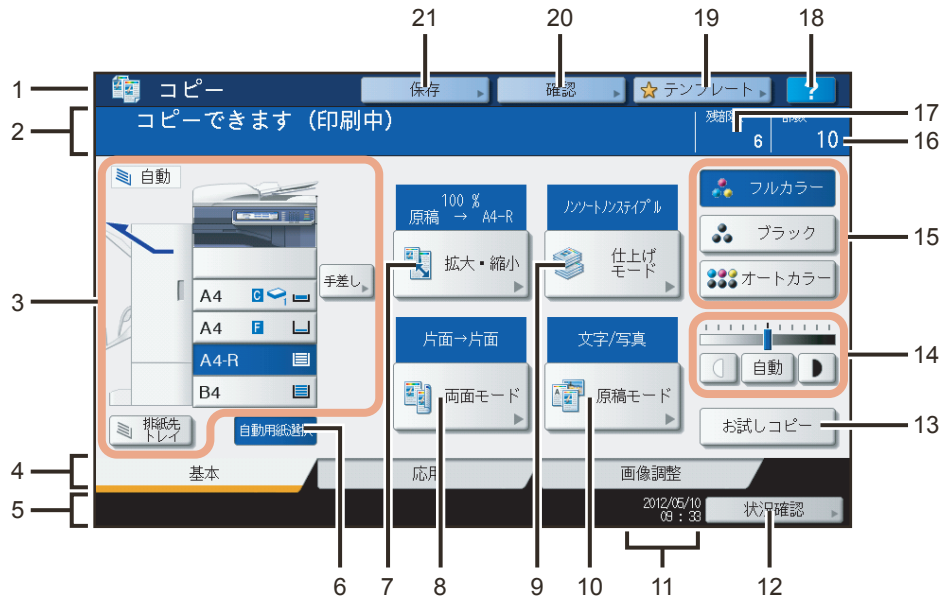 21
20
19
18
1
コピー
保存
確認
テンプレート
?
2
コピーできます（印刷中）
17
6
10
16
3
自動
100 %
原稿 → A4-R
ノンソートノンステイプル
フルカラー
拡大・縮小
仕上げ
モード
ブラック
15
手差し
A4 C 1
オートカラー
A4 F
A4-R
片面→片面
文字/写真
B4
自動
14
両面モード
原稿モード
排紙先
トレイ
自動用紙選択
お試しコピー
13
4
基本
応用
画像調整
5
2012/05/10
09 : 33
状況確認
6
7
8
9
10
11
12